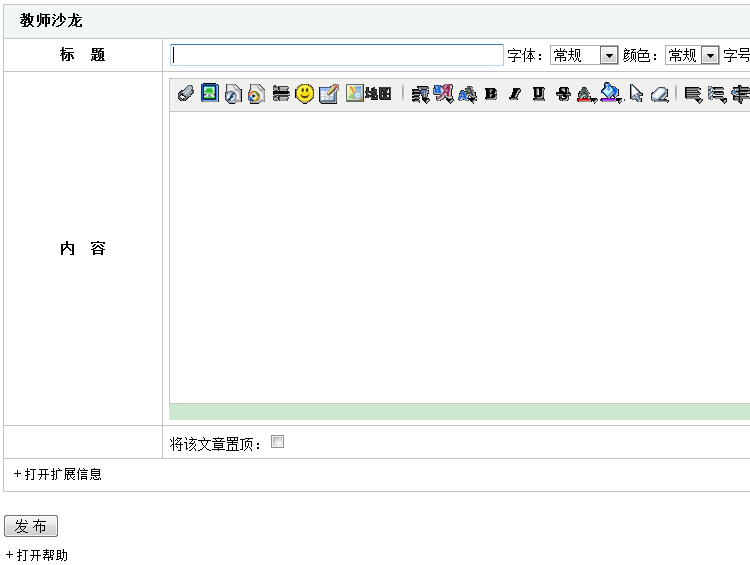 教师沙龙
标 题 字体： 常规 颜色： 常规 字号
地图 B I U S
内 容
将该文章置顶：
+打开扩展信息
发 布
+打开帮助